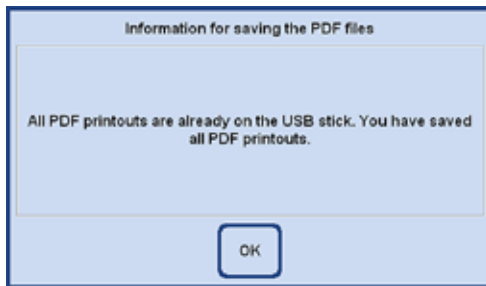 Information for saving the PDF files
All PDF printouts are already on the USB stick. You have saved
all PDF printouts.
OK